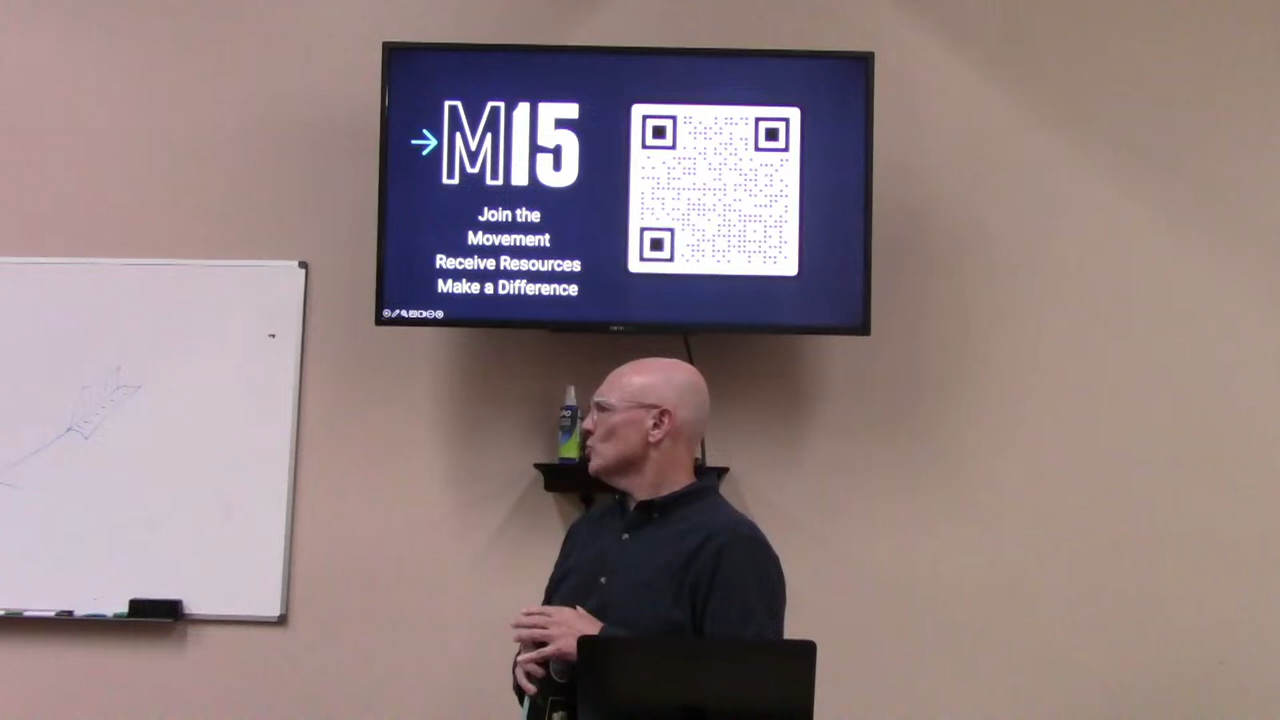 M15
Join the
Movement
Receive Resources
Make a Difference